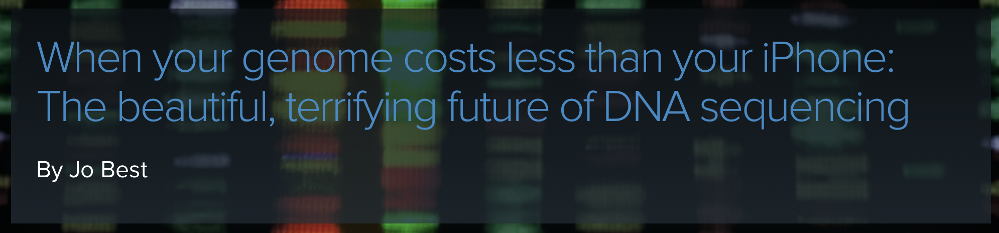 When your genome costs less than your iPhone:
The beautiful, terrifying future of DNA sequencing
By Jo Best